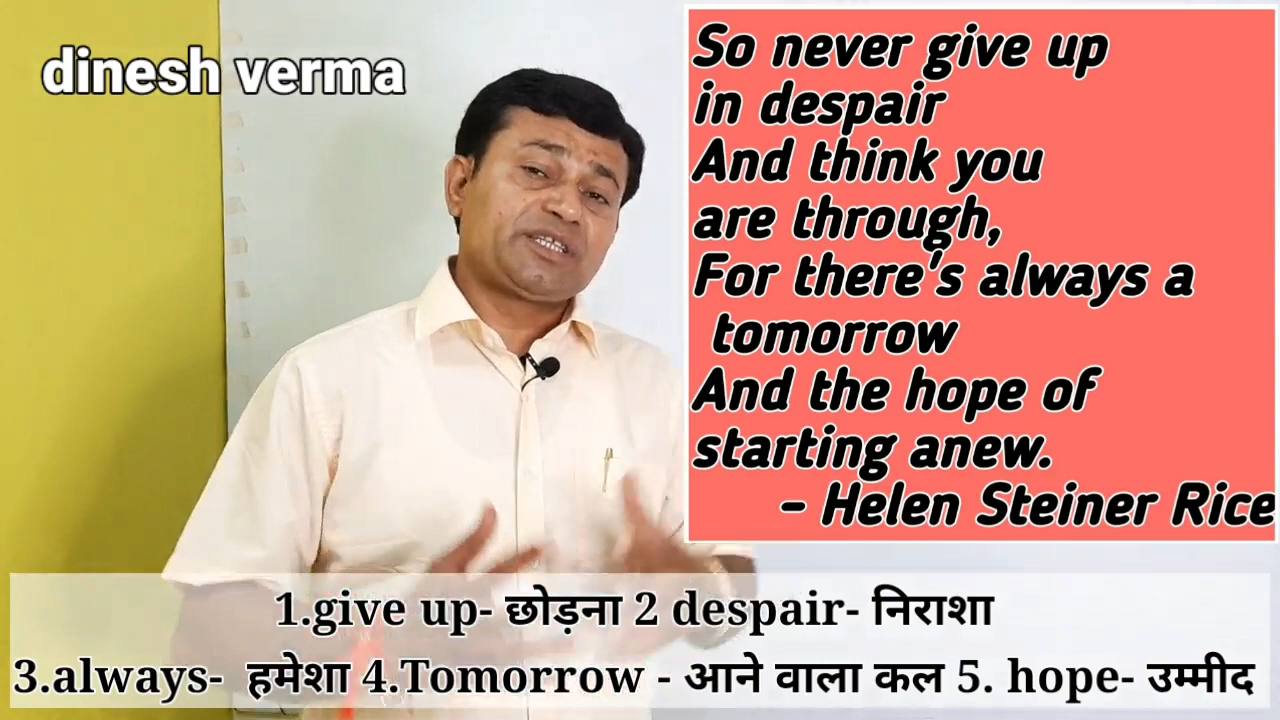 dinesh verma
So never give up
in despair
And think you
are through,
For there's always a
tomorrow
And the hope of
starting anew.
- Helen Steiner Rice
1.give up- छोड़ना 2 despair- निराशा
3.always- हमेशा 4.Tomorrow - आने वाला कल 5. hope- उम्मीद